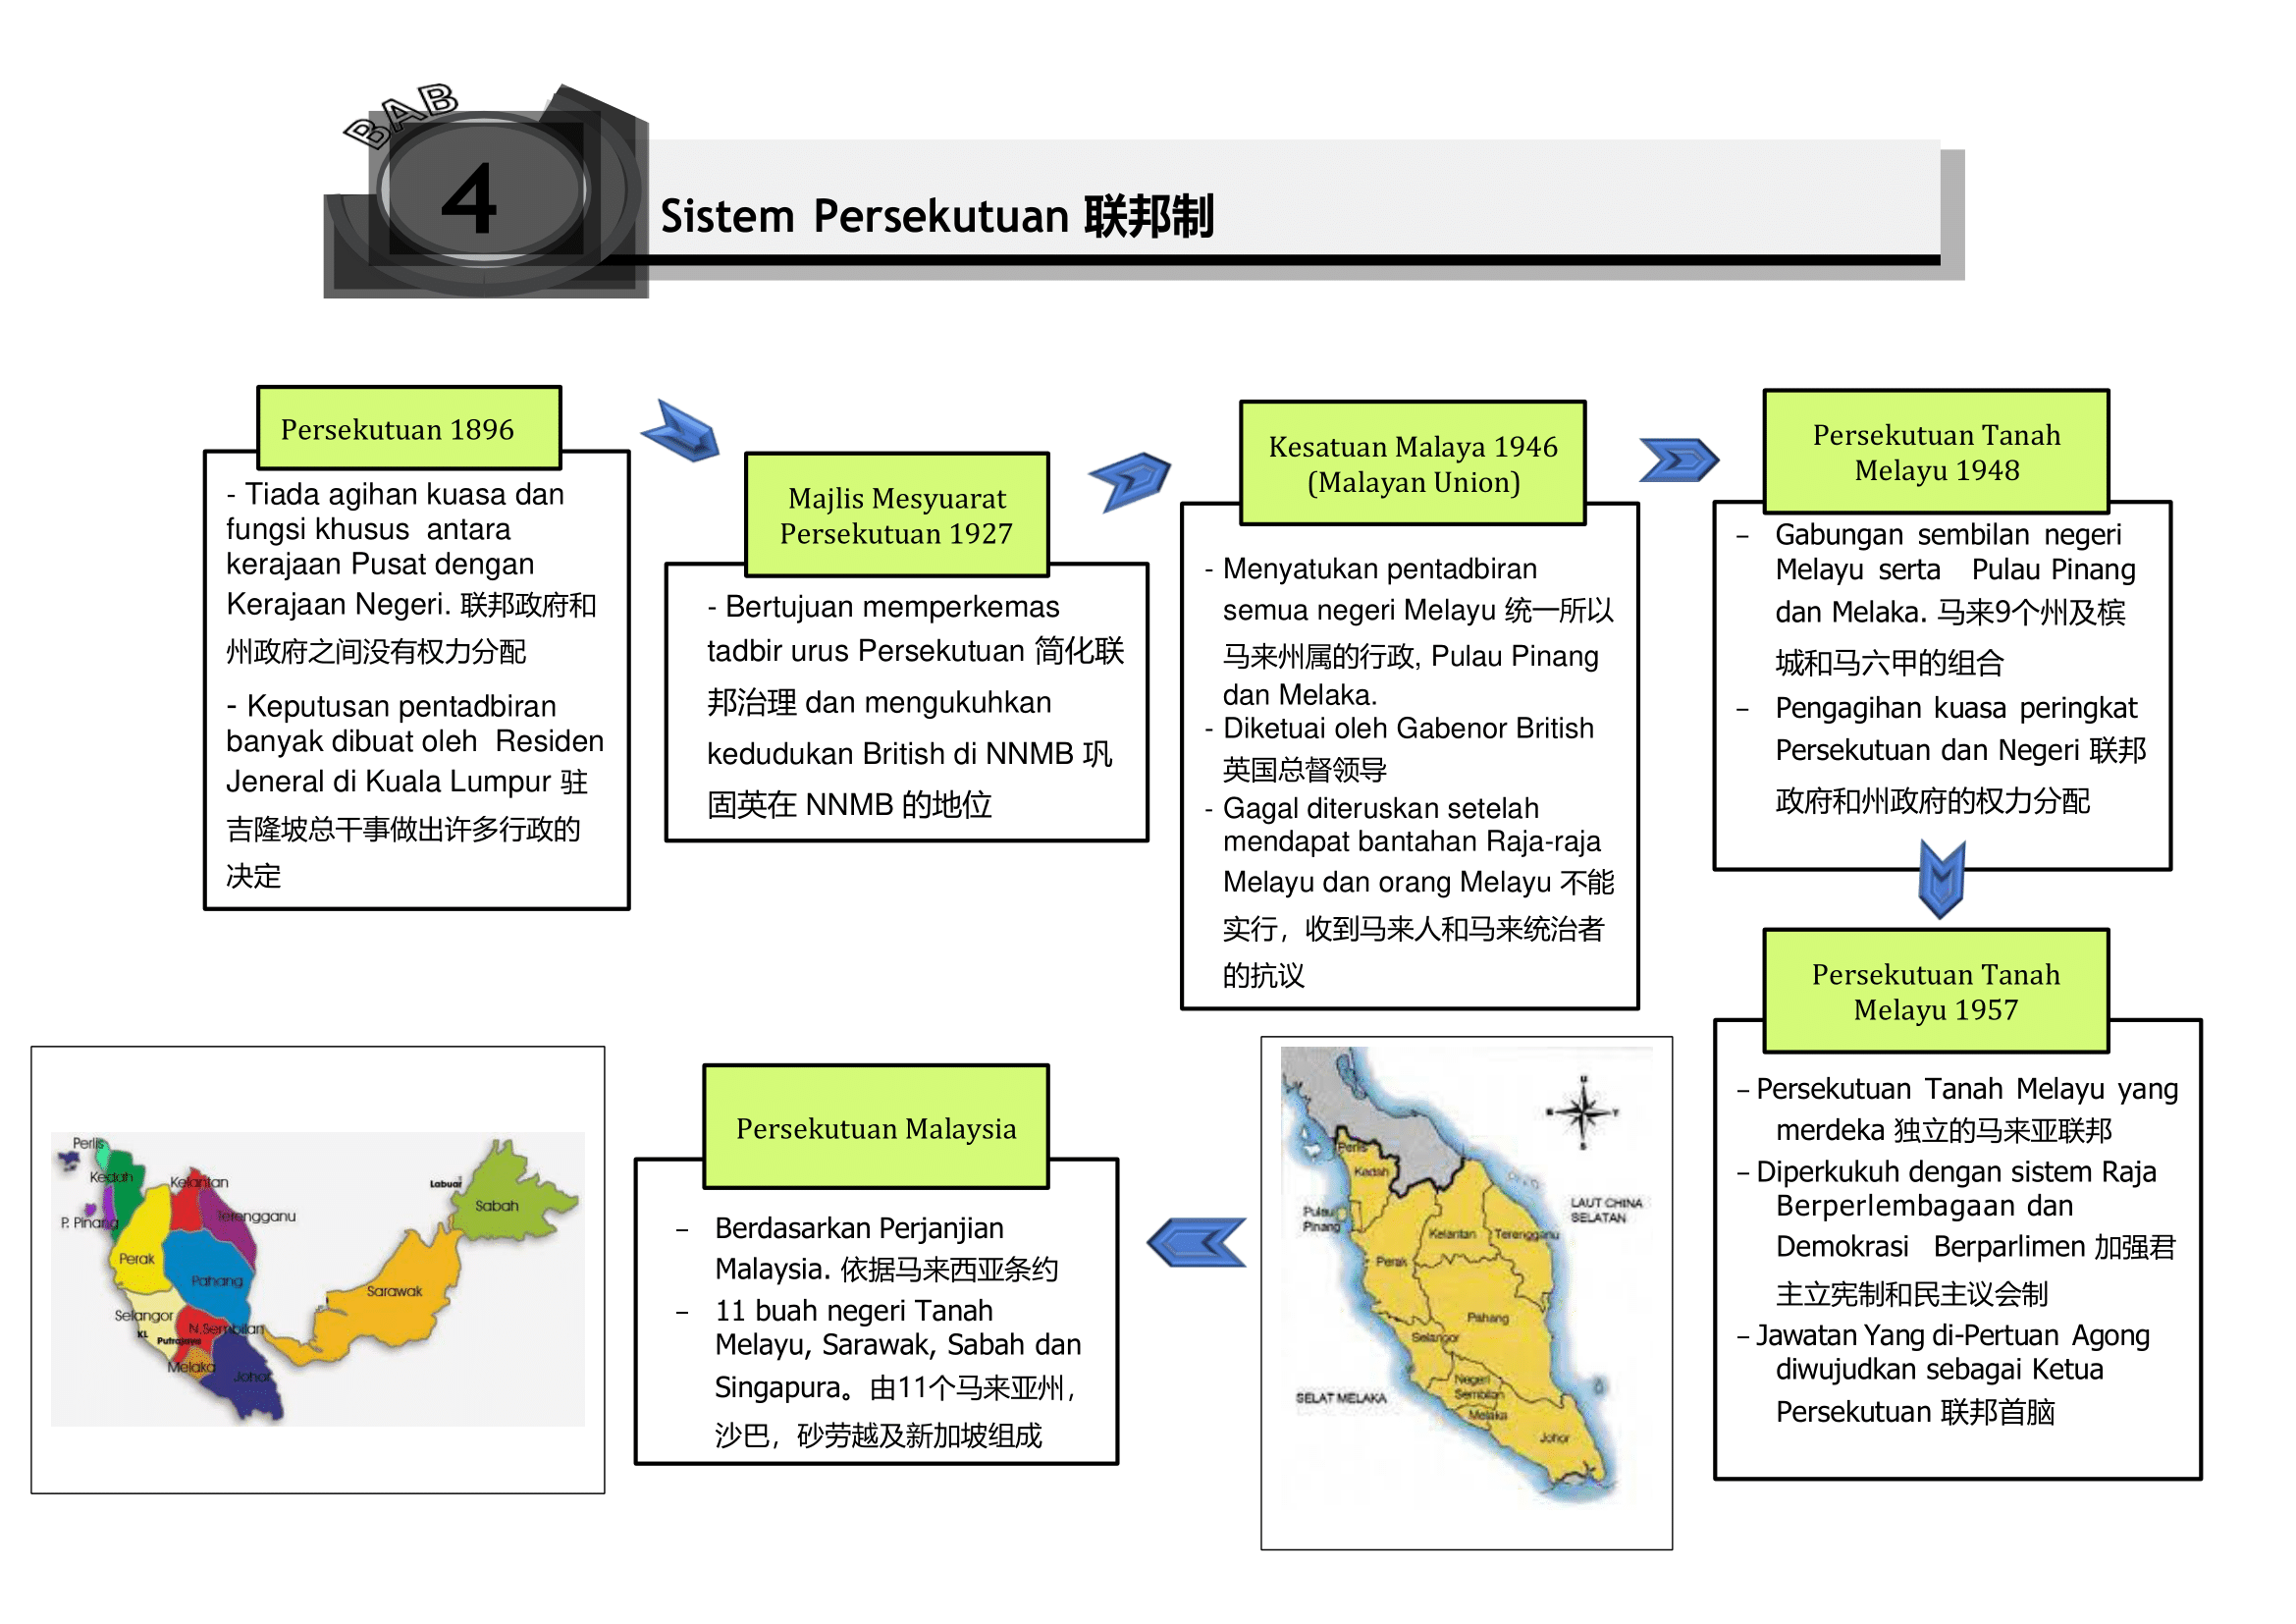 BAB
4
Sistem Persekutuan 联邦制
Persekutuan 1896
- Tiada agihan kuasa dan
fungsi khusus antara
kerajaan Pusat dengan
Kerajaan Negeri. 联邦政府和
州政府之间没有权力分配
- Keputusan pentadbiran
banyak dibuat oleh Residen
Jeneral di Kuala Lumpur 驻
吉隆坡总干事做出许多行政的
决定
Majlis Mesyuarat
Persekutuan 1927
- Bertujuan memperkemas
tadbir urus Persekutuan 简化联
邦治理 dan mengukuhkan
kedudukan British di NNMB 巩
固英在 NNMB 的地位
Kesatuan Malaya 1946
(Malayan Union)
- Menyatukan pentadbiran
semua negeri Melayu 统一所以
马来州属的行政, Pulau Pinang
dan Melaka.
- Diketuai oleh Gabenor British
英国总督领导
- Gagal diteruskan setelah
mendapat bantahan Raja-raja
Melayu dan orang Melayu 不能
实行，收到马来人和马来统治者
的抗议
Persekutuan Tanah
Melayu 1948
– Gabungan sembilan negeri
Melayu serta Pulau Pinang
dan Melaka. 马来9个州及槟
城和马六甲的组合
– Pengagihan kuasa peringkat
Persekutuan dan Negeri 联邦
政府和州政府的权力分配
Persekutuan Tanah
Melayu 1957
– Persekutuan Tanah Melayu yang
merdeka 独立的马来亚联邦
– Diperkukuh dengan sistem Raja
Berperlembagaan dan
Demokrasi Berparlimen 加强君
主立宪制和民主议会制
– Jawatan Yang di-Pertuan Agong
diwujudkan sebagai Ketua
Persekutuan 联邦首脑
Perlis
Kedah
Pulau
Pinang
Kelantan
Terengganu
Perak
Pahang
Selangor
Negeri
Sembilan
Melaka
Johor
LAUT CHINA
SELATAN
SELAT MELAKA
U
T
S
Persekutuan Malaysia
– Berdasarkan Perjanjian
Malaysia. 依据马来西亚条约
– 11 buah negeri Tanah
Melayu, Sarawak, Sabah dan
Singapura。由11个马来亚州，
沙巴，砂劳越及新加坡组成
Perlis
Kedah
Kelantan
P. Pinang
Terengganu
Perak
Pahang
Selangor
KL
Putrajaya
N.Sembilan
Melaka
Johor
Labuan
Sabah
Sarawak